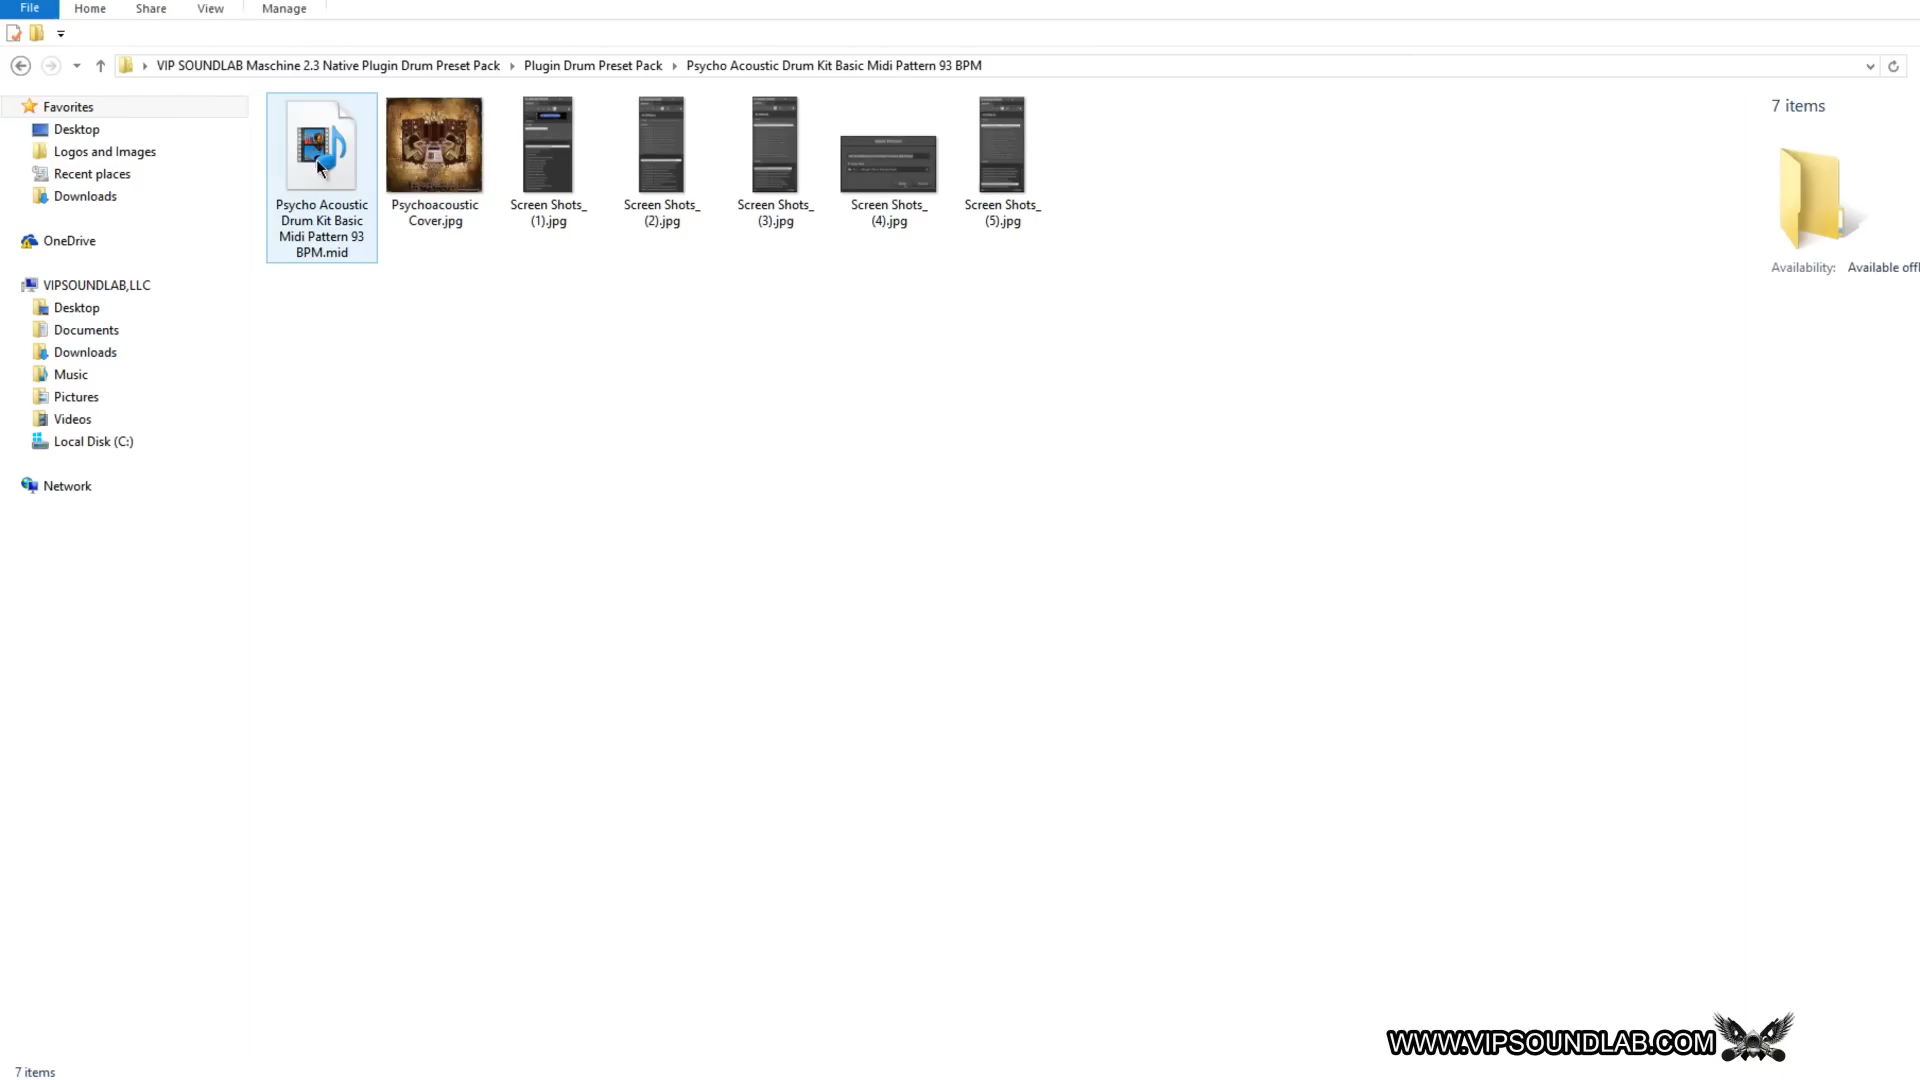 File Home Share View Manage
VIP SOUNDLAB Maschine 2.3 Native Plugin Drum Preset Pack Plugin Drum Preset Pack Psycho Acoustic Drum Kit Basic Midi Pattern 93 BPM
Favorites
Desktop
Logos and Images
Recent places
Downloads
OneDrive
VIPSOUNDLAB,LLC
Desktop
Documents
Downloads
Music
Pictures
Videos
Local Disk (C:)
Network
Psycho Acoustic
Drum Kit Basic
Midi Pattern 93
BPM.mid
Psychoacoustic
Cover.jpg
Screen Shots_
(1).jpg
Screen Shots_
(2).jpg
Screen Shots_
(3).jpg
Screen Shots_
(4).jpg
Screen Shots_
(5).jpg
7 items
Availability: Available offl
WWW.VIPSOUNDLAB.COM
7 items